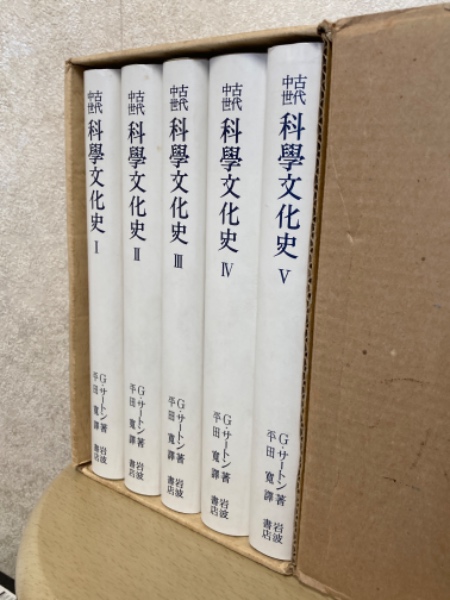 古代中世 科學文化史 I
G・サートン著
平田寬譯
岩波書店
古代中世 科學文化史 II
G・サートン著
平田寬譯
岩波書店
古代中世 科學文化史 III
G・サートン著
平田寬譯
岩波書店
古代中世 科學文化史 IV
G・サートン著
平田寬譯
岩波書店
古代中世 科學文化史 V
G・サートン著
平田寬譯
岩波書店